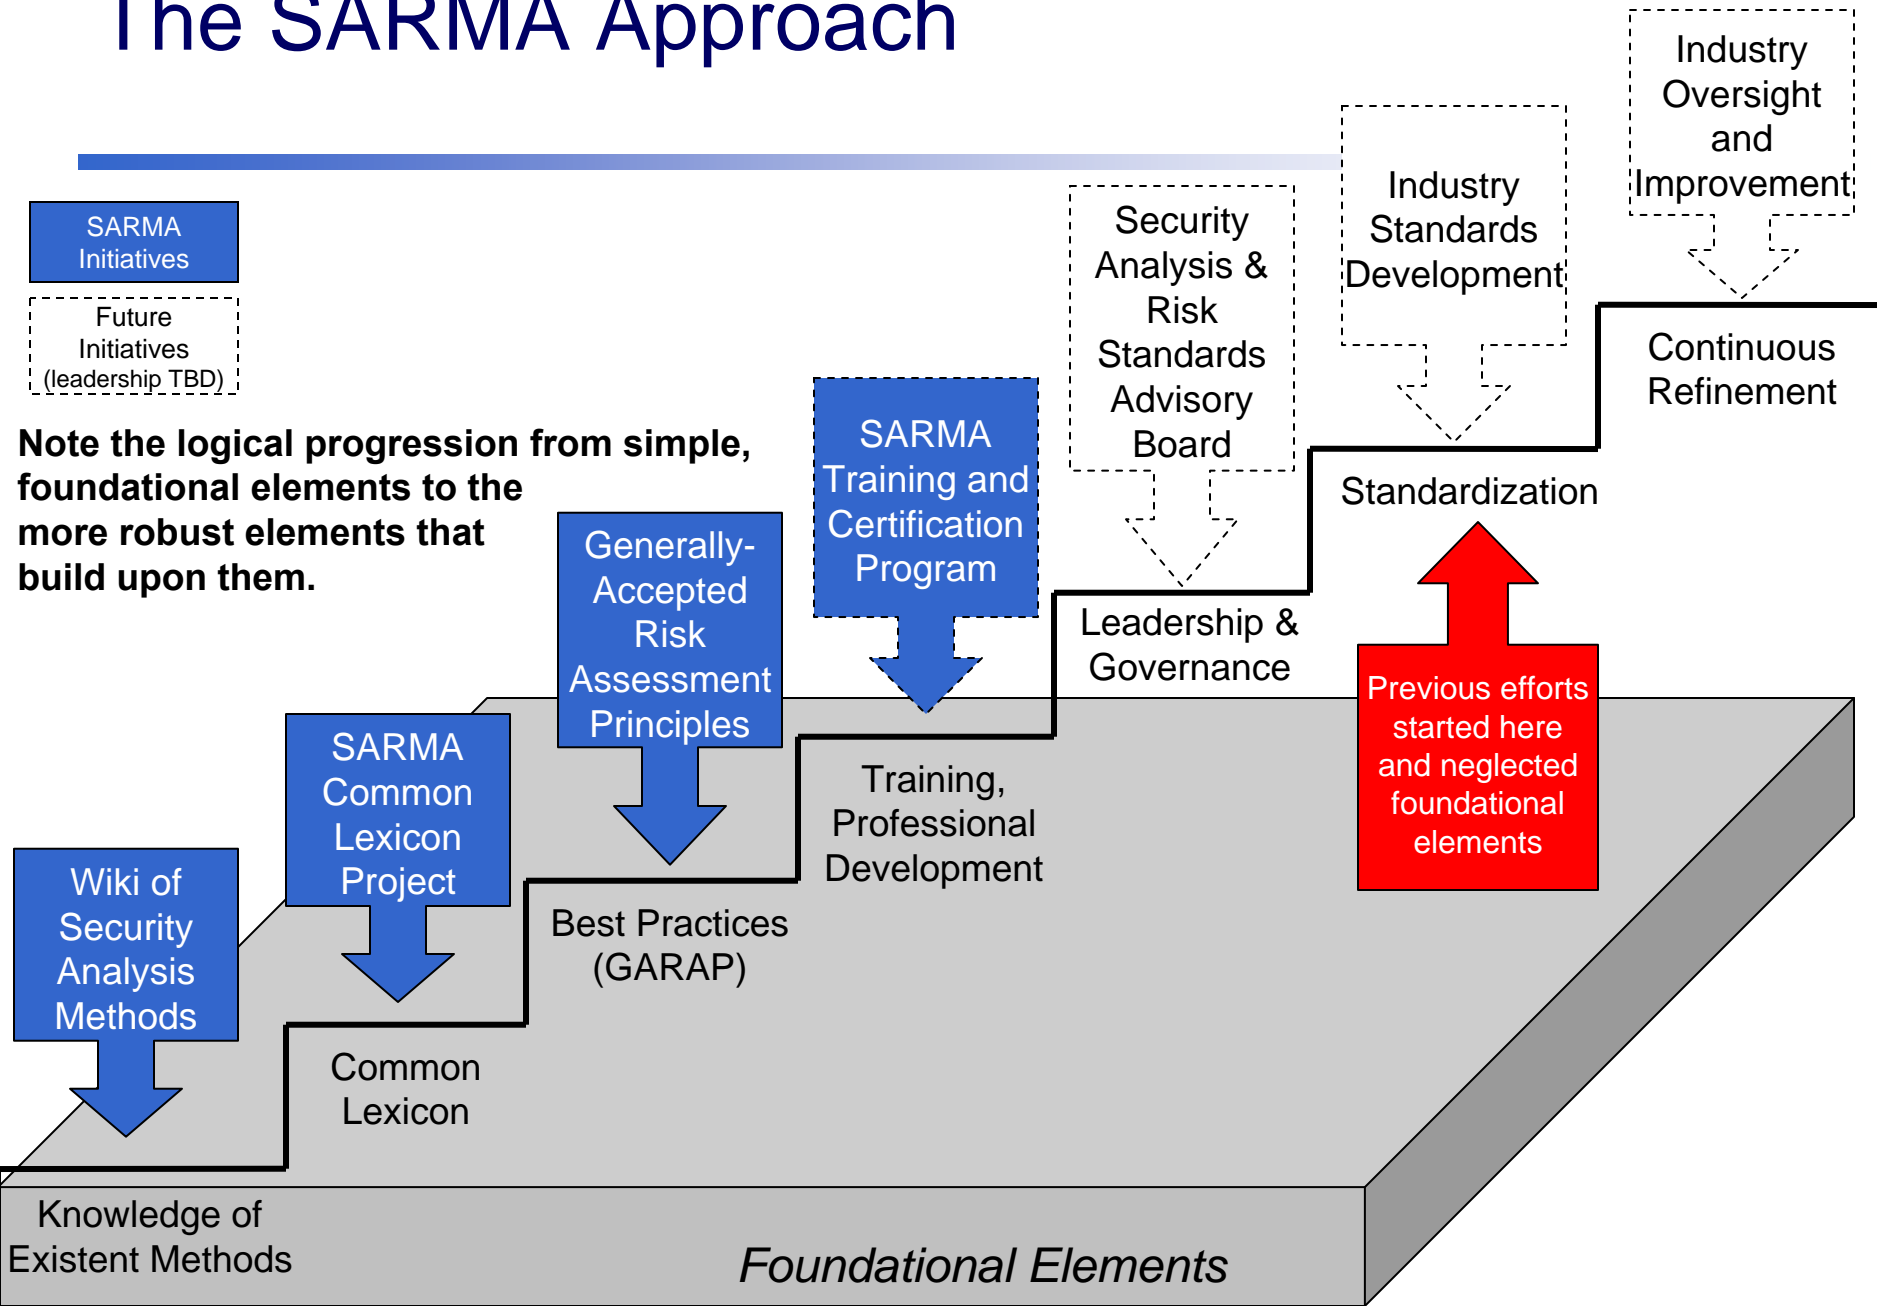 The SARMA Approach
SARMA
Initiatives
Future
Initiatives
(leadership TBD)
Note the logical progression from simple,
foundational elements to the
more robust elements that
build upon them.
Wiki of
Security
Analysis
Methods
SARMA
Common
Lexicon
Project
Generally-
Accepted
Risk
Assessment
Principles
SARMA
Training and
Certification
Program
Security
Analysis &
Risk
Standards
Advisory
Board
Industry
Standards
Development
Industry
Oversight
and
Improvement
Knowledge of
Existent Methods
Common
Lexicon
Best Practices
(GARAP)
Training,
Professional
Development
Leadership &
Governance
Standardization
Continuous
Refinement
Previous efforts
started here
and neglected
foundational
elements
Foundational Elements